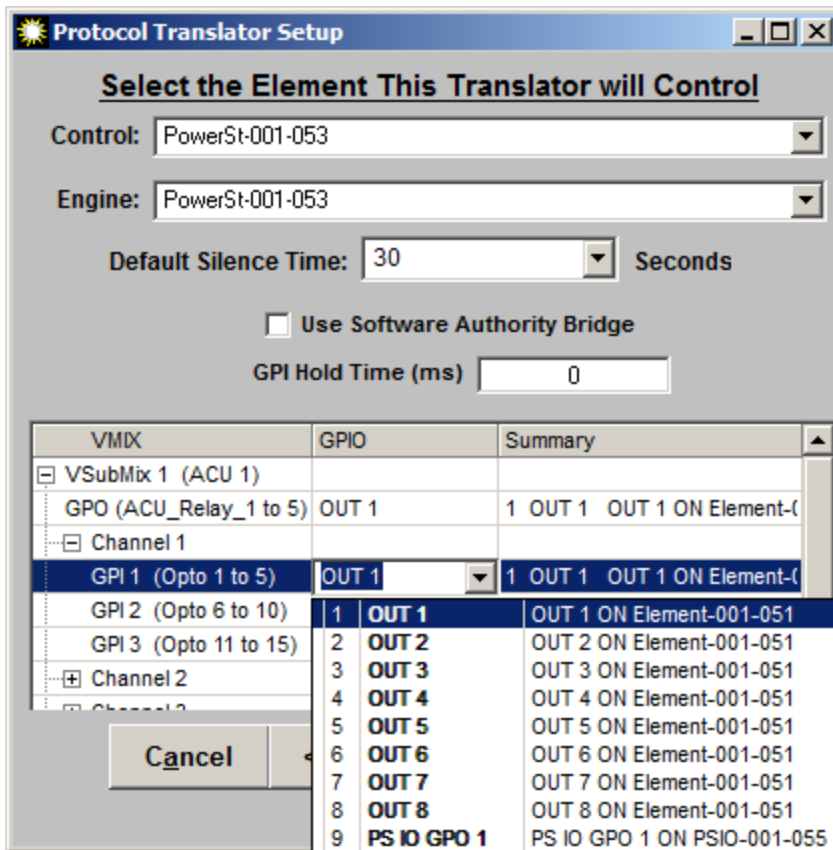 Protocol Translator Setup
Select the Element This Translator will Control
Control: PowerSt-001-053
Engine: PowerSt-001-053
Default Silence Time: 30 Seconds
Use Software Authority Bridge
GPI Hold Time (ms) 0
VMIX GPIO Summary
VSubMix 1 (ACU 1)
GPO (ACU_Relay_1 to 5) OUT 1 1 OUT 1 OUT 1 ON Element-
Channel 1
GPI 1 (Opto 1 to 5) OUT 1 1 OUT 1 OUT 1 ON Element-
GPI 2 (Opto 6 to 10) 1 OUT 1 OUT 1 ON Element-001-051
2 OUT 2 OUT 2 ON Element-001-051
GPI 3 (Opto 11 to 15) 3 OUT 3 OUT 3 ON Element-001-051
Channel 2 4 OUT 4 OUT 4 ON Element-001-051
5 OUT 5 OUT 5 ON Element-001-051
Cancel < 6 OUT 6 OUT 6 ON Element-001-051
7 OUT 7 OUT 7 ON Element-001-051
8 OUT 8 OUT 8 ON Element-001-051
9 PS IO GPO 1 PS IO GPO 1 ON PSIO-001-055